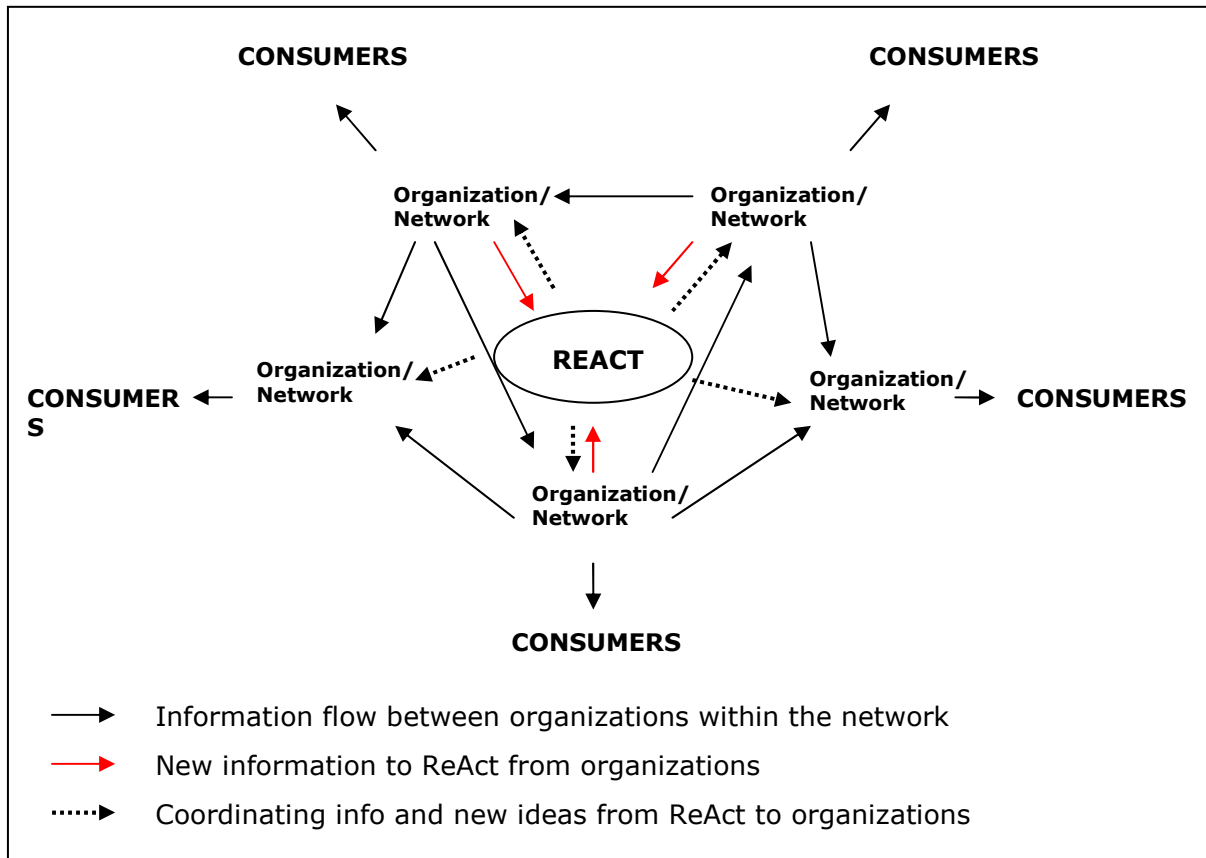 CONSUMERS
CONSUMERS
Organization/
Network
Organization/
Network
REACT
Organization/
Network
Organization/
Network
CONSUMER
S
CONSUMERS
Organization/
Network
CONSUMERS
Information flow between organizations within the network
New information to ReAct from organizations
Coordinating info and new ideas from ReAct to organizations